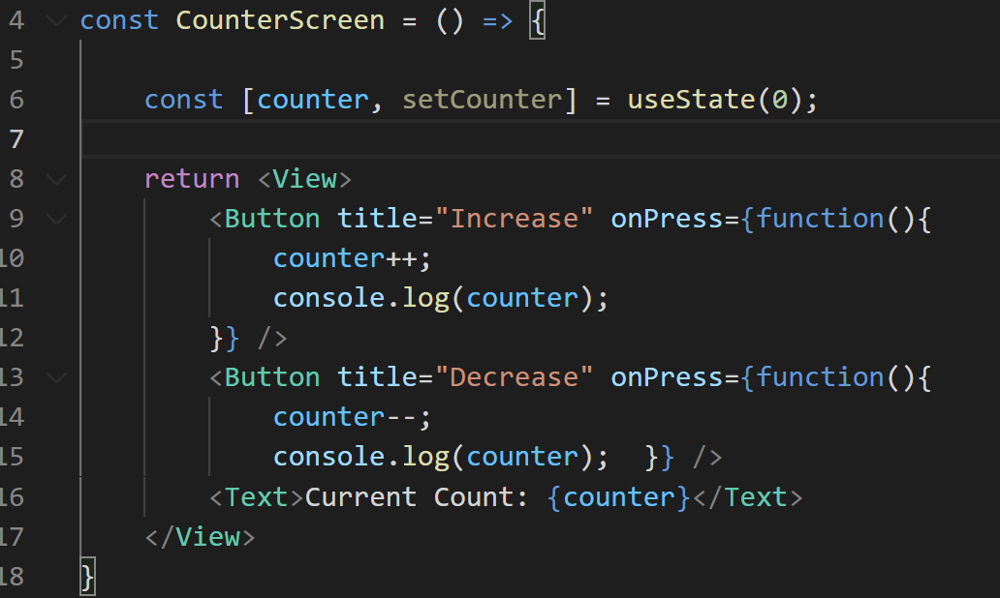 4 const CounterScreen = () => {
5
6 const [counter, setCounter] = useState(0);
7
8 return <View>
9 <Button title="Increase" onPress={function(){
10 counter++;
11 console.log(counter);
12 }} />
13 <Button title="Decrease" onPress={function(){
14 counter--;
15 console.log(counter);  }} />
16 <Text>Current Count: {counter}</Text>
17 </View>
18 }